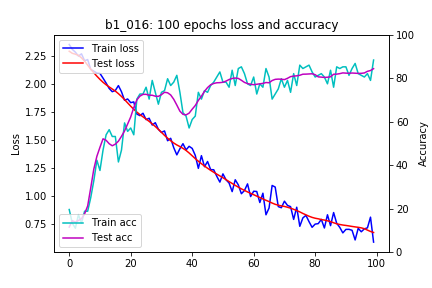 b1_016: 100 epochs loss and accuracy
Train loss
Test loss
Train acc
Test acc
Loss
2.25
2.00
1.75
1.50
1.25
1.00
0.75
Accuracy
100
80
60
40
20
0
0 20 40 60 80 100